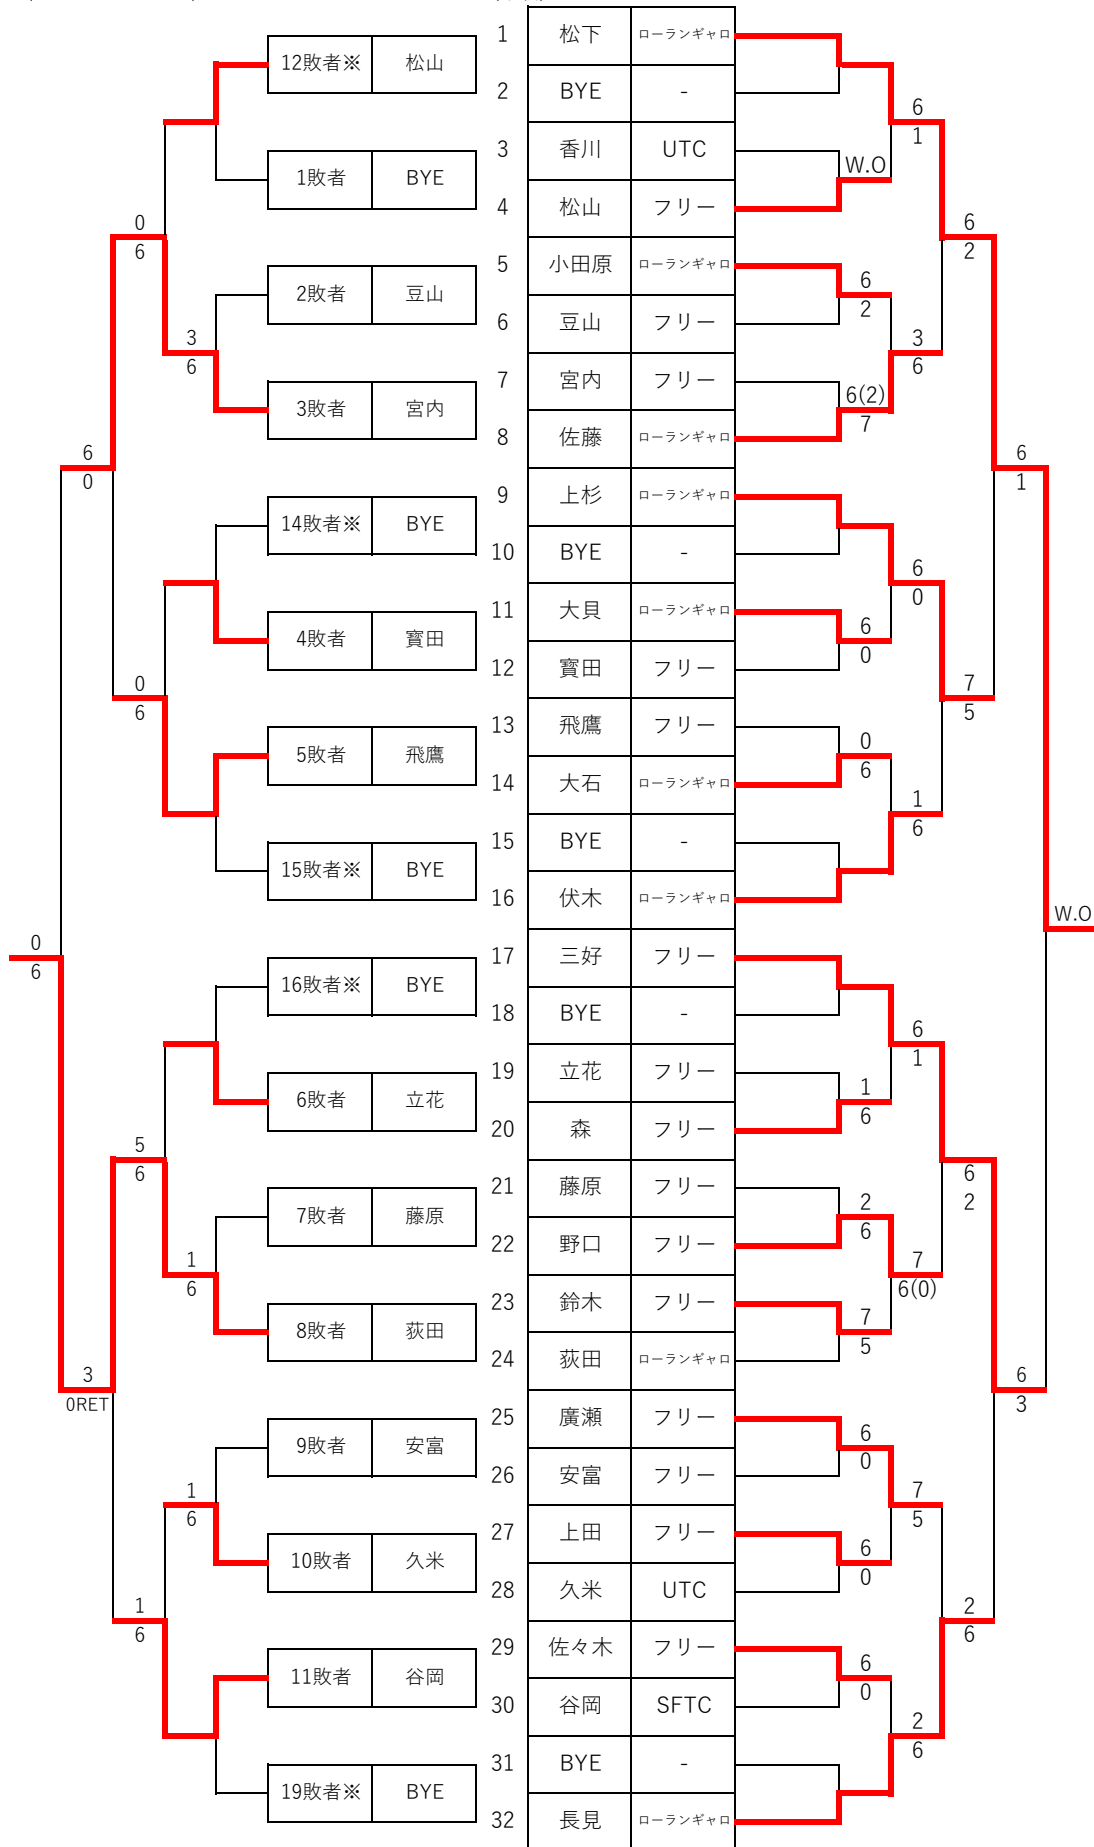 1 松下 ローランギャロ
12敗者※ 松山
2 BYE -
6
1
3 香川 UTC
W.O
1敗者 BYE
4 松山 フリー
0
6
6
2
5 小田原 ローランギャロ
6
2
2敗者 豆山
6 豆山 フリー
3
6
3
6
7 宮内 フリー
6(2)
7
3敗者 宮内
8 佐藤 ローランギャロ
6
0
6
1
9 上杉 ローランギャロ
14敗者※ BYE
10 BYE -
6
0
11 大貝 ローランギャロ
6
0
4敗者 寳田
12 寳田 フリー
0
6
7
5
13 飛鷹 フリー
0
6
5敗者 飛鷹
14 大石 ローランギャロ
1
6
15 BYE -
15敗者※ BYE
16 伏木 ローランギャロ
W.O
0
6
17 三好 フリー
16敗者※ BYE
18 BYE -
6
1
19 立花 フリー
1
6
6敗者 立花
20 森 フリー
5
6
6
2
21 藤原 フリー
2
6
7敗者 藤原
22 野口 フリー
1
6
7
6(0)
23 鈴木 フリー
7
5
8敗者 荻田
24 荻田 ローランギャロ
3
0RET
6
3
25 廣瀬 フリー
6
0
9敗者 安富
26 安富 フリー
1
6
7
5
27 上田 フリー
6
0
10敗者 久米
28 久米 UTC
1
6
2
6
29 佐々木 フリー
6
0
11敗者 谷岡
30 谷岡 SFTC
2
6
31 BYE -
19敗者※ BYE
32 長見 ローランギャロ